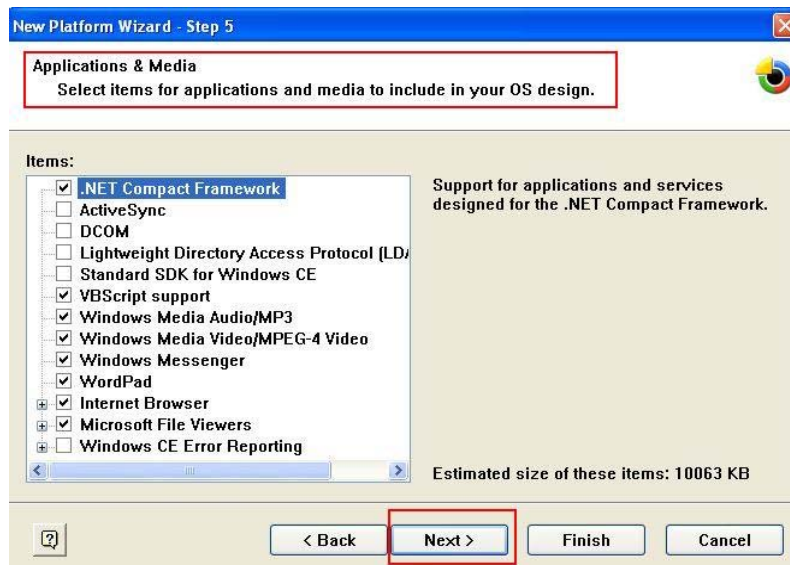 New Platform Wizard - Step 5
Applications & Media
Select items for applications and media to include in your OS design.
Items:
.NET Compact Framework
ActiveSync
DCOM
Lightweight Directory Access Protocol (LDA
Standard SDK for Windows CE
VBScript support
Windows Media Audio/MP3
Windows Media Video/MPEG-4 Video
Windows Messenger
WordPad
Internet Browser
Microsoft File Viewers
Windows CE Error Reporting
Support for applications and services
designed for the .NET Compact Framework.
Estimated size of these items: 10063 KB
< Back
Next >
Finish
Cancel